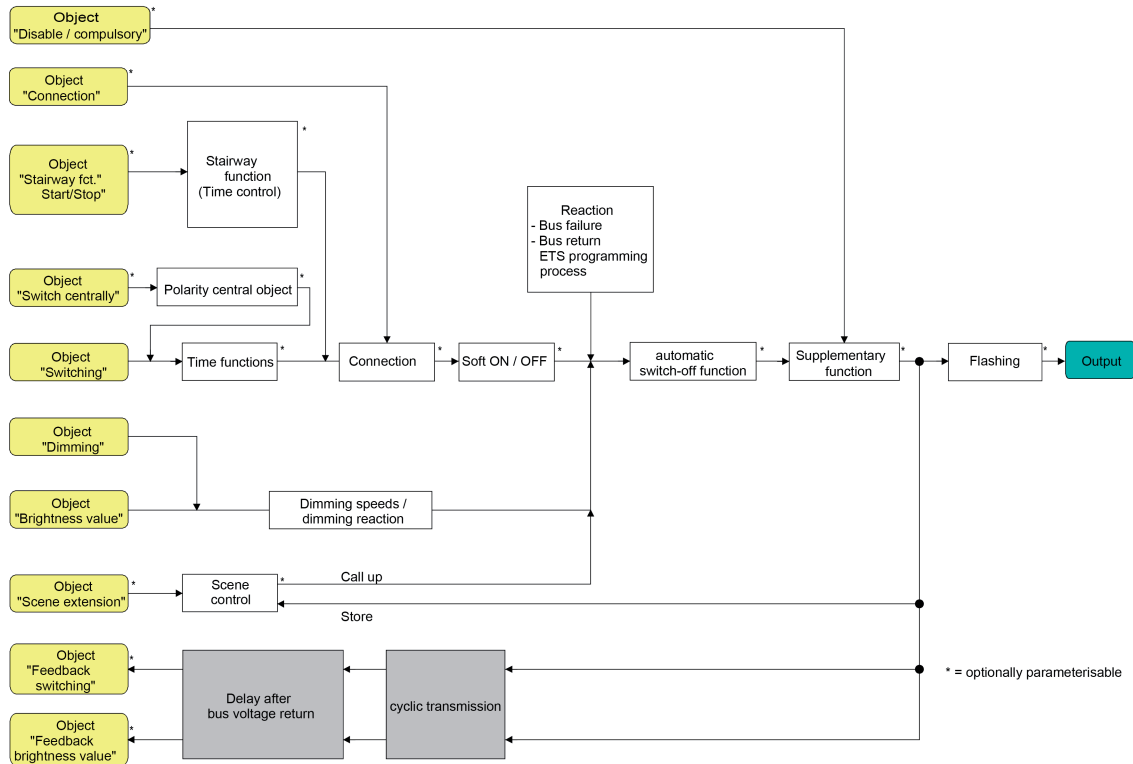 Object
"Disable / compulsory"
*
Object
"Connection"
*
Object
"Stairway fct."
Start/Stop"
*
Stairway
function
(Time control)
*
Reaction
- Bus failure
- Bus return
ETS programming
process
Object
"Switch centrally"
*
Polarity central object
*
Object
"Switching"
*
Time functions
*
Connection
*
Soft ON / OFF
*
automatic
switch-off function
*
Supplementary
function
*
Flashing
*
Output
Object
"Dimming"
Object
"Brightness value"
Dimming speeds /
dimming reaction
Object
"Scene extension"
*
Scene
control
*
Call up
Store
Object
"Feedback
switching"
*
Delay after
bus voltage return
cyclic transmission
* = optionally parameterisable
Object
"Feedback
brightness value"
*